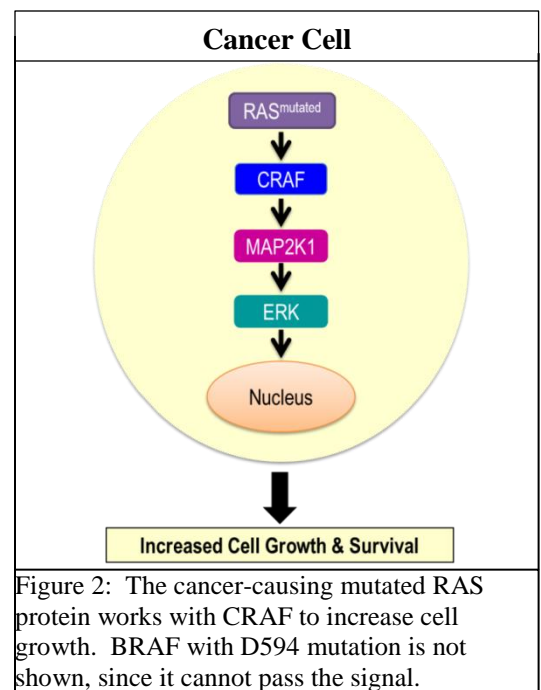 Cancer Cell
RASmutated
CRAF
MAP2K1
ERK
Nucleus
Increased Cell Growth & Survival
Figure 2:  The cancer-causing mutated RAS
protein works with CRAF to increase cell
growth.  BRAF with D594 mutation is not
shown, since it cannot pass the signal.